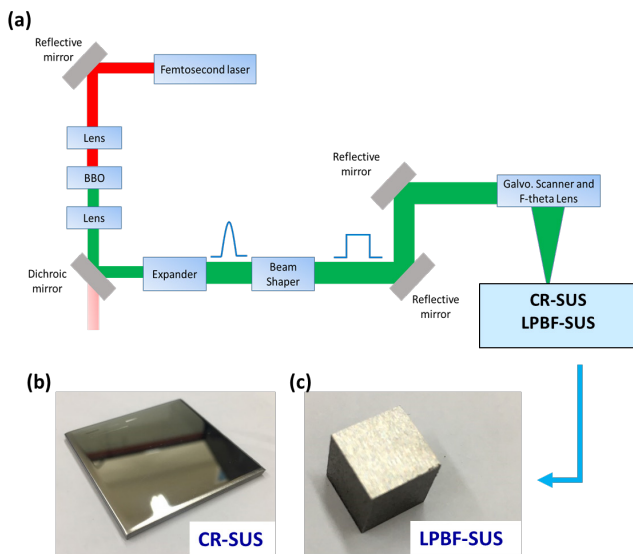 (a)
Reflective
mirror
Femtosecond laser
Lens
BBO
Lens
Dichroic
mirror
Expander
Beam
Shaper
Reflective
mirror
Reflective
mirror
Galvo. Scanner and
F-theta Lens
CR-SUS
LPBF-SUS
(b)
CR-SUS
(c)
LPBF-SUS